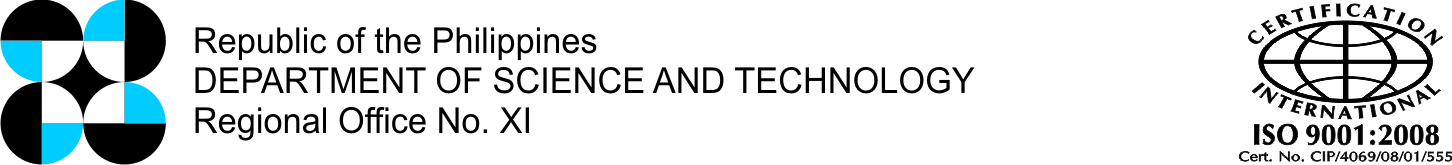 Republic of the Philippines
DEPARTMENT OF SCIENCE AND TECHNOLOGY
Regional Office No. XI
CERTIFICATION
INTERNATIONAL
ISO 9001:2008
Cert. No. CIP/4069/08/01/555